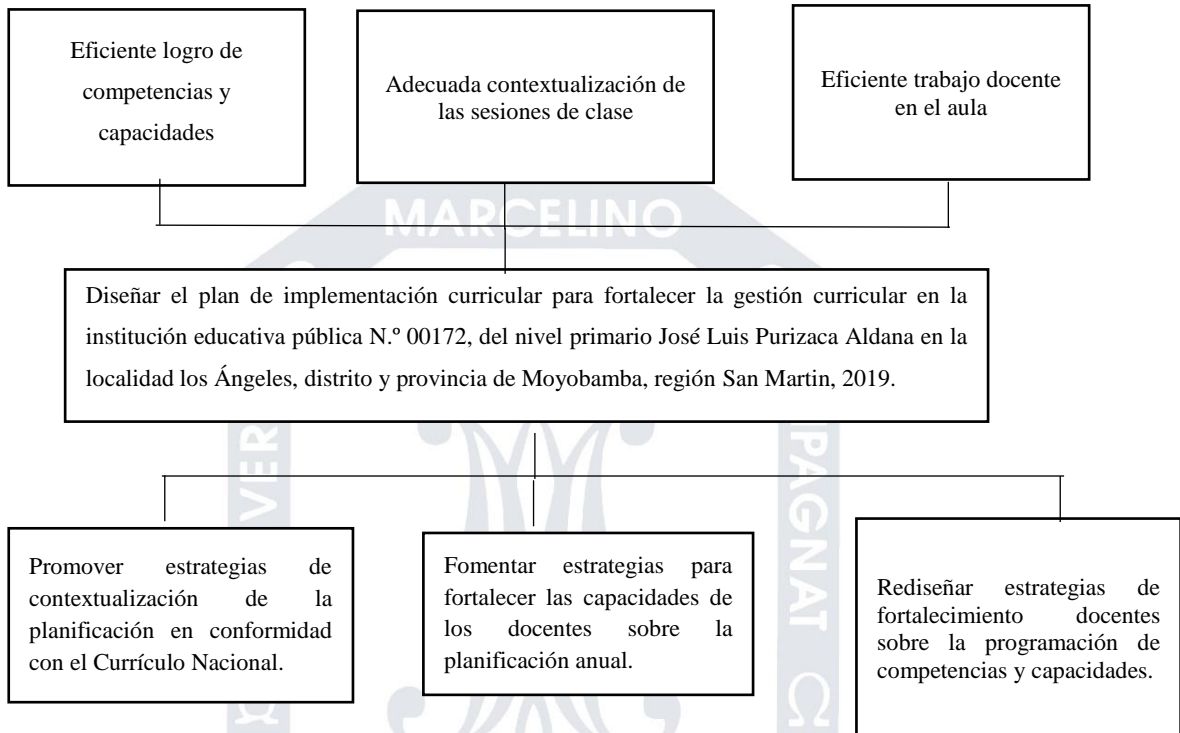 Eficiente logro de
competencias y
capacidades
Adecuada contextualización de
las sesiones de clase
Eficiente trabajo docente
en el aula
MARCELINO
Diseñar el plan de implementación curricular para fortalecer la gestión curricular en la
institución educativa pública N.º 00172, del nivel primario José Luis Purizaca Aldana en la
localidad los Ángeles, distrito y provincia de Moyobamba, región San Martin, 2019.
Promover estrategias de
contextualización de la
planificación en conformidad
con el Currículo Nacional.
Fomentar estrategias para
fortalecer las capacidades de
los docentes sobre la
planificación anual.
Rediseñar estrategias de
fortalecimiento docentes
sobre la programación de
competencias y capacidades.
VER
PAGNAT Ω